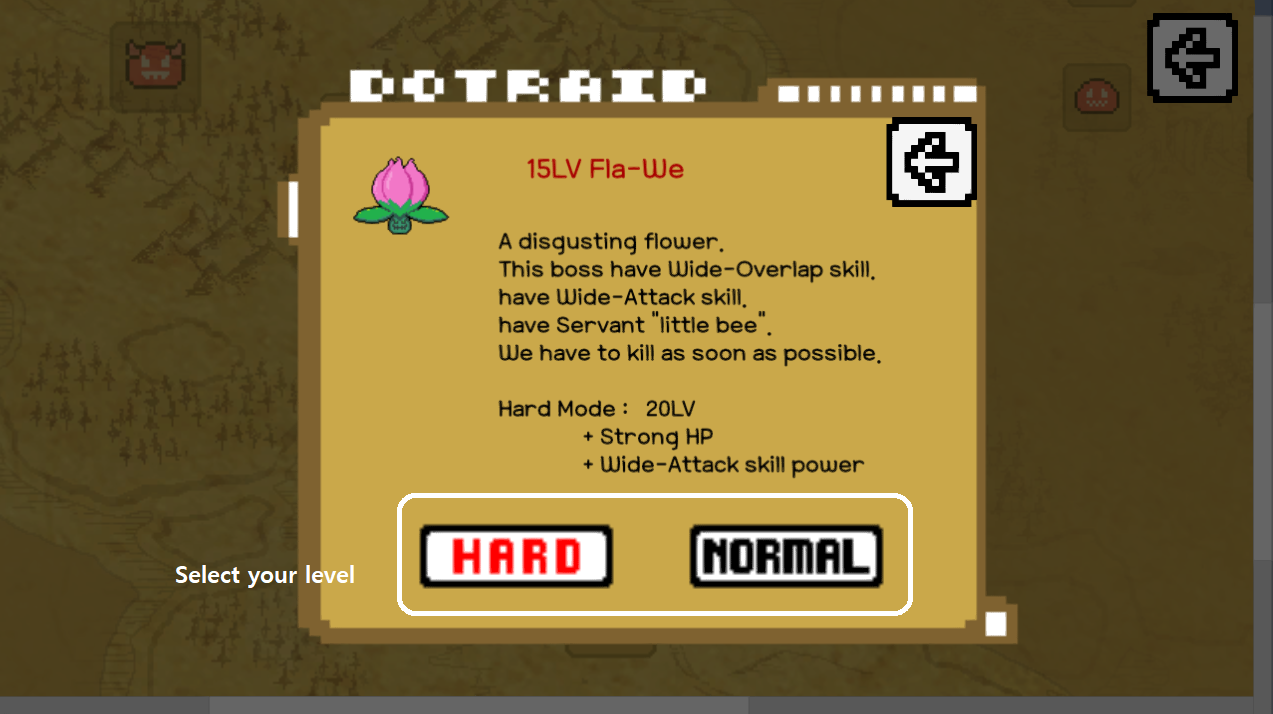 DOTRAID
15LV Fla-We
A disgusting flower.
This boss have Wide-Overlap skill.
have Wide-Attack skill.
have Servant "little bee".
We have to kill as soon as possible.
Hard Mode : 20LV
+ Strong HP
+ Wide-Attack skill power
HARD NORMAL
Select your level